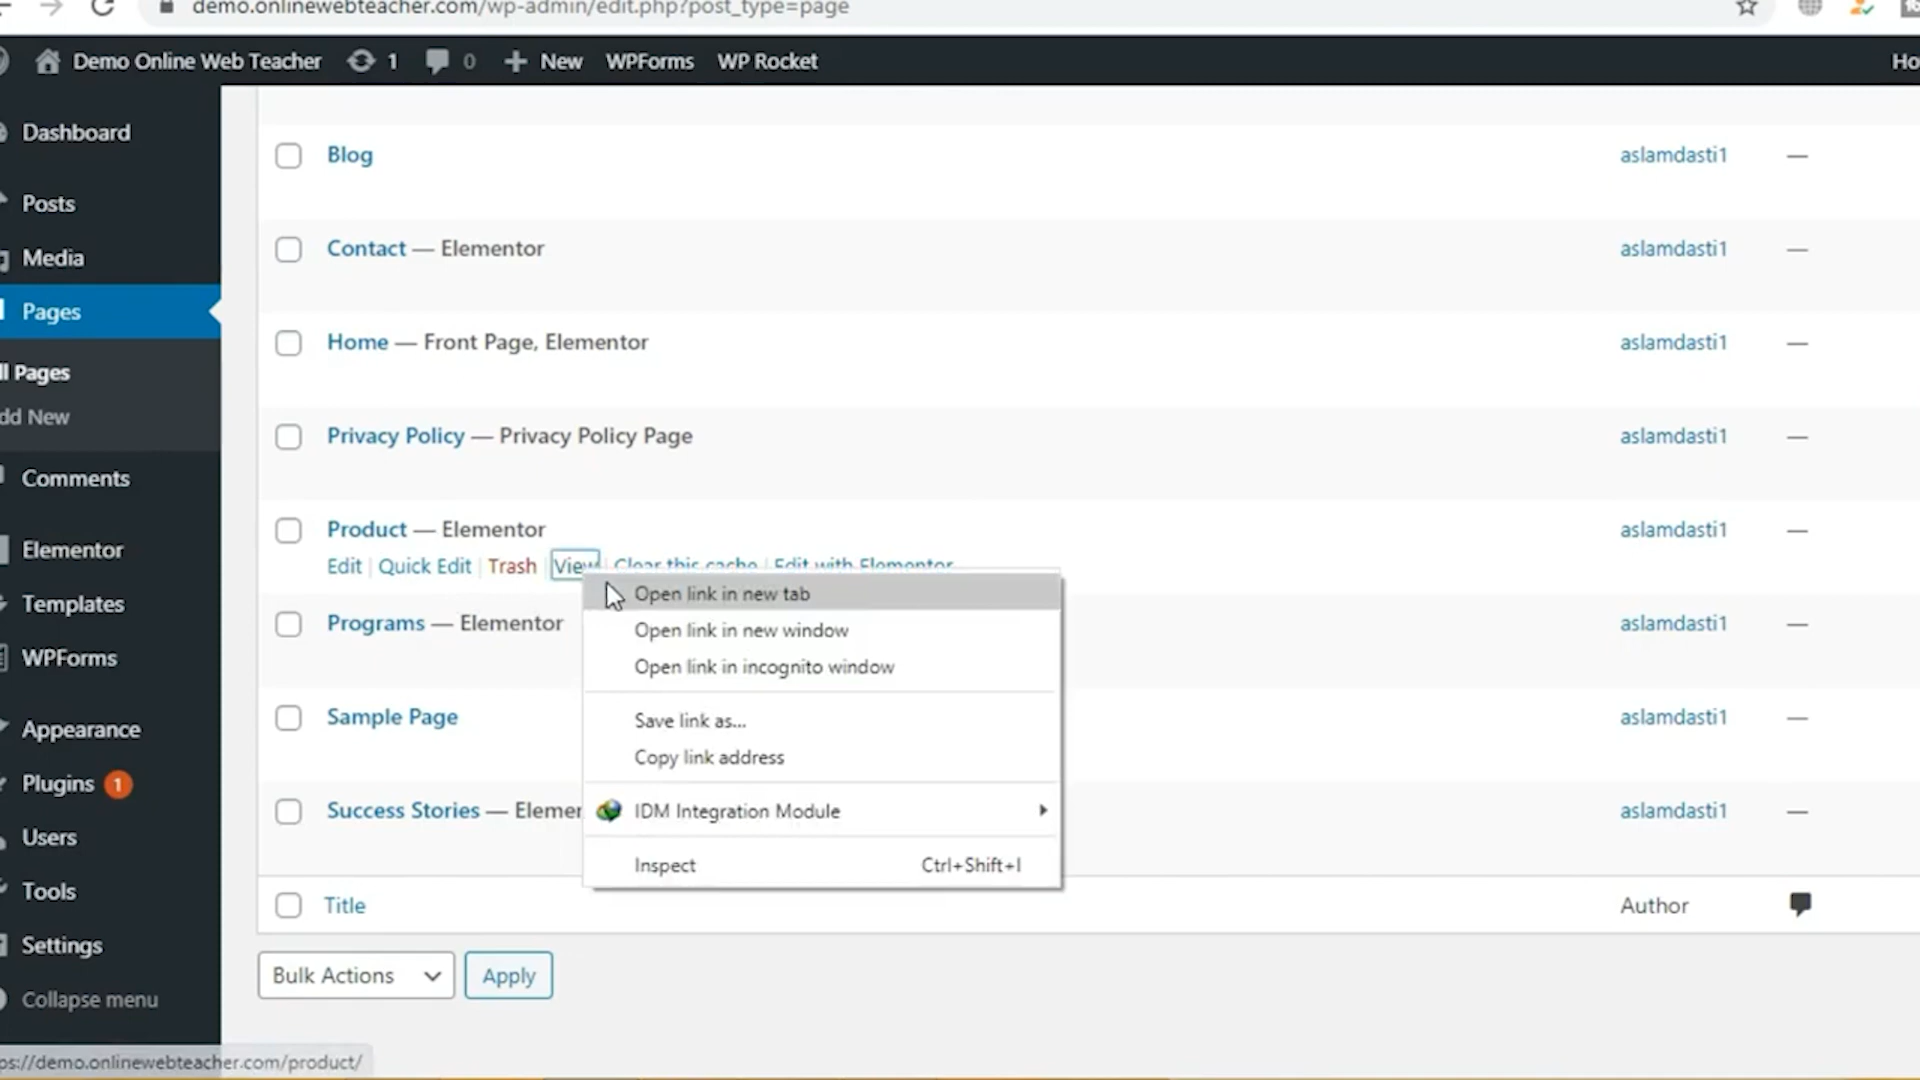 demo.onlinewebteacher.com/wp-admin/edit.php?post_type=page
Demo Online Web Teacher 1 0 New WPForms WP Rocket Ho
Dashboard
Posts
Media
Pages
ll Pages
dd New
Comments
Elementor
Templates
WPForms
Appearance
Plugins 1
Users
Tools
Settings
Collapse menu
Blog aslamdasti1 —
Contact — Elementor aslamdasti1 —
Home — Front Page, Elementor aslamdasti1 —
Privacy Policy — Privacy Policy Page aslamdasti1 —
Product — Elementor aslamdasti1 —
Edit | Quick Edit | Trash | View | Clear this cache | Edit with Elementor
Programs — Elementor aslamdasti1 —
Sample Page aslamdasti1 —
Success Stories — Elemen aslamdasti1 —
Title Author
Open link in new tab
Open link in new window
Open link in incognito window
Save link as...
Copy link address
IDM Integration Module
Inspect Ctrl+Shift+I
Bulk Actions Apply
ps://demo.onlinewebteacher.com/product/